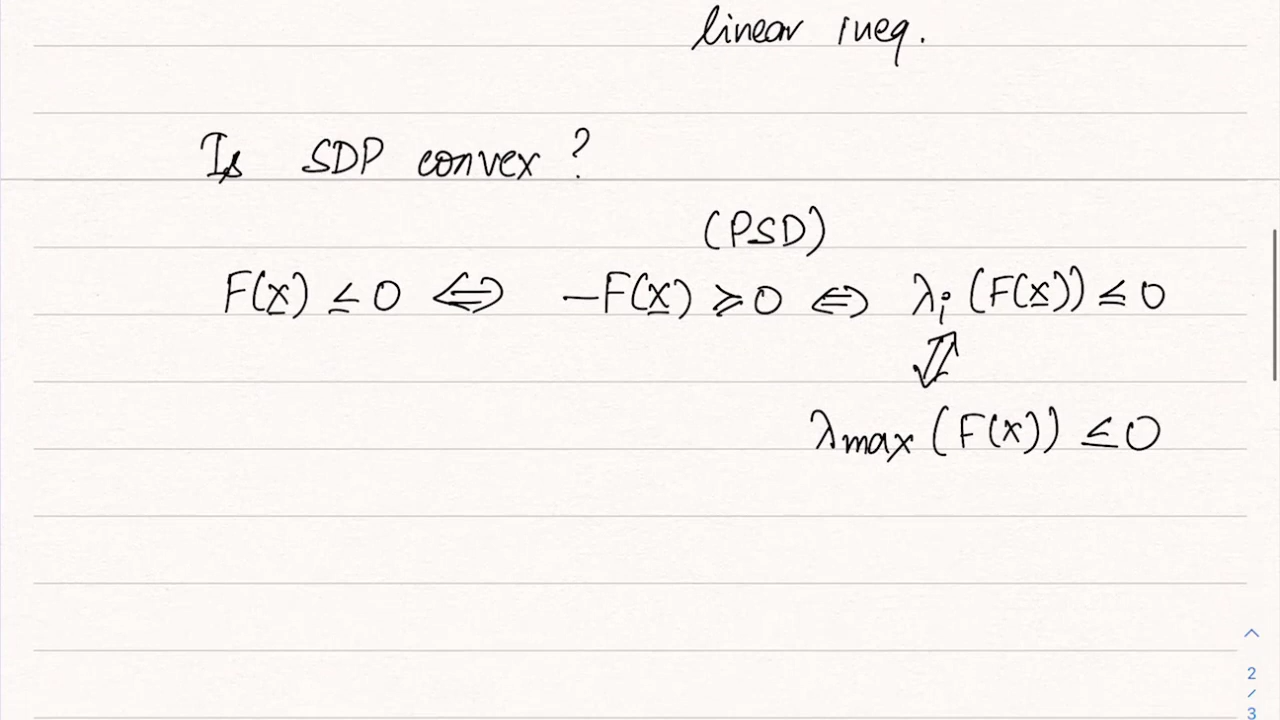 linear ineq.
Is SDP convex ?
(PSD)
F(x) ≤ 0 ⇔ −F(x) ≥ 0 ⇔ λi (F(x)) ≤ 0
⇕
λmax (F(x)) ≤ 0
2
/
3